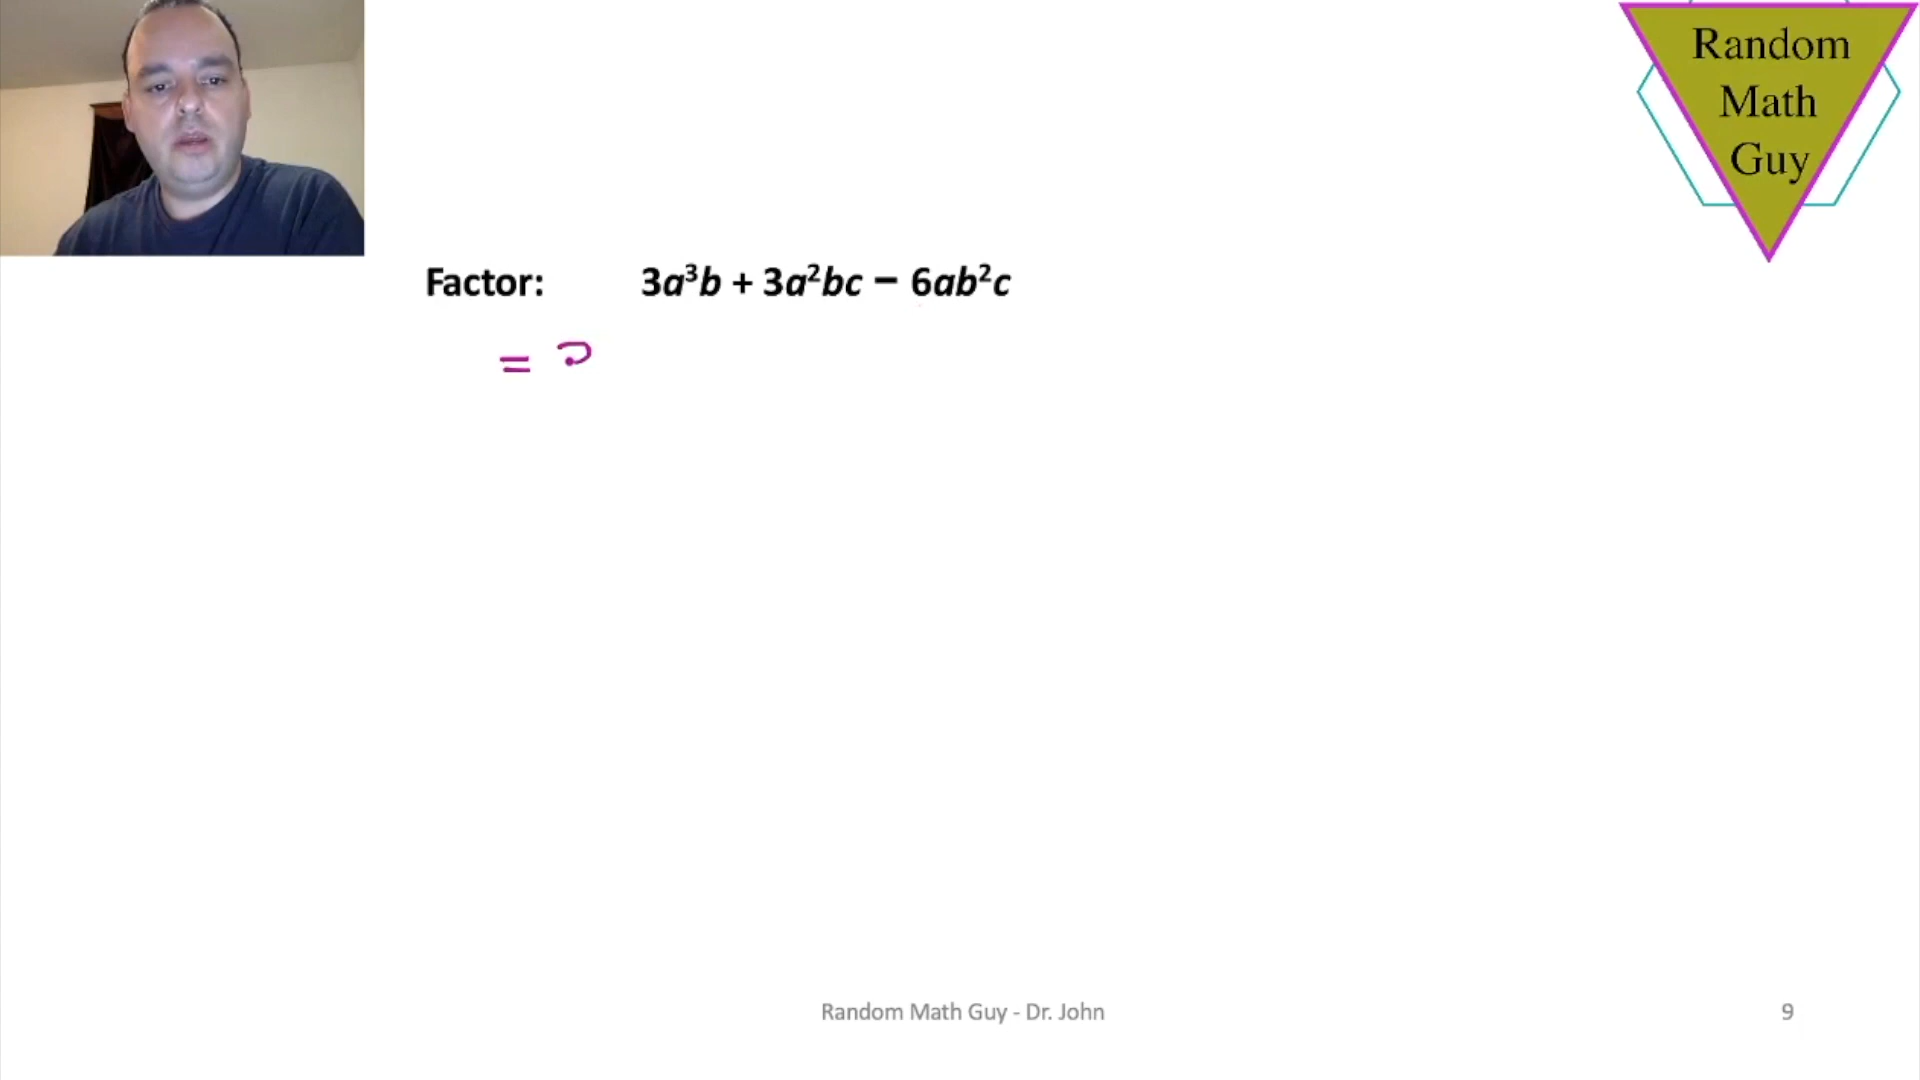 Random
Math
Guy
Factor: 3a³b + 3a²bc − 6ab²c
=
Random Math Guy - Dr. John
9